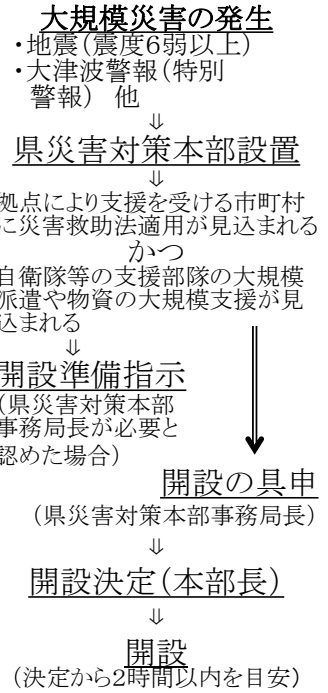 大規模災害の発生
・地震(震度6弱以上)
・大津波警報(特別
警報) 他
⇓
県災害対策本部設置
⇓
拠点により支援を受ける市町村
に災害救助法適用が見込まれる
かつ
自衛隊等の支援部隊の大規模
派遣や物資の大規模支援が見
込まれる
⇓
開設準備指示
(県災害対策本部
事務局長が必要と
認めた場合)
開設の具申
(県災害対策本部事務局長)
⇓
開設決定(本部長)
⇓
開設
(決定から2時間以内を目安)